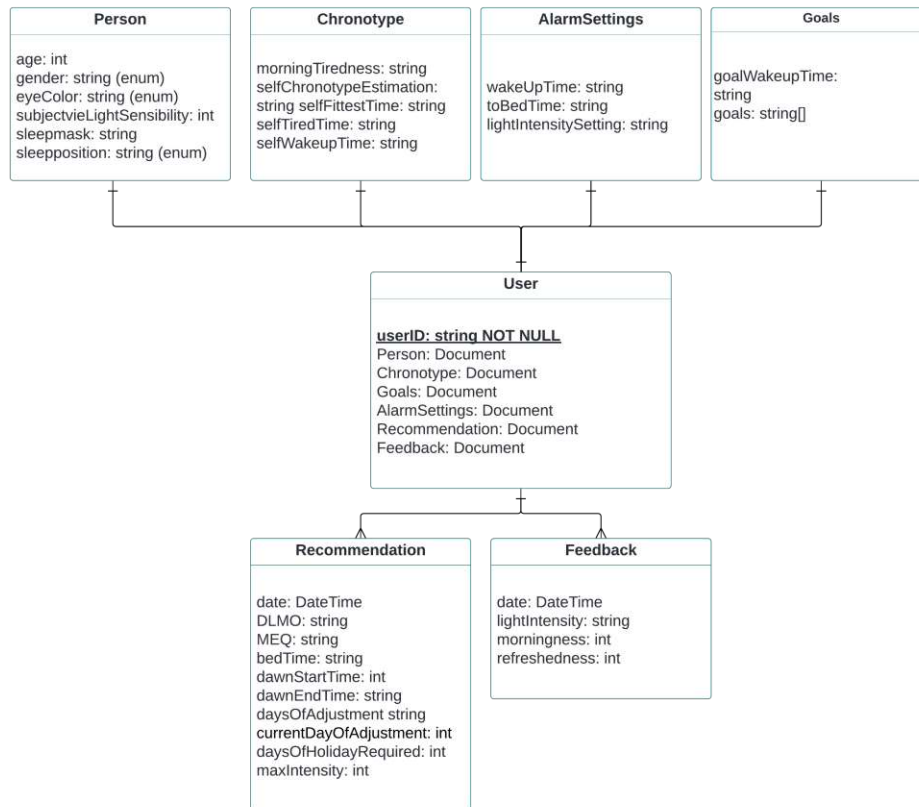 Person
age: int
gender: string (enum)
eyeColor: string (enum)
subjectvieLightSensibility: int
sleepmask: string
sleepposition: string (enum)
Chronotype
morningTiredness: string
selfChronotypeEstimation:
string selfFittestTime: string
selfTiredTime: string
selfWakeupTime: string
AlarmSettings
wakeUpTime: string
toBedTime: string
lightIntensitySetting: string
Goals
goalWakeupTime:
string
goals: string[]
User
userID: string NOT NULL
Person: Document
Chronotype: Document
Goals: Document
AlarmSettings: Document
Recommendation: Document
Feedback: Document
Recommendation
date: DateTime
DLMO: string
MEQ: string
bedTime: string
dawnStartTime: int
dawnEndTime: string
daysOfAdjustment string
currentDayOfAdjustment: int
daysOfHolidayRequired: int
maxIntensity: int
Feedback
date: DateTime
lightIntensity: string
morningness: int
refreshedness: int